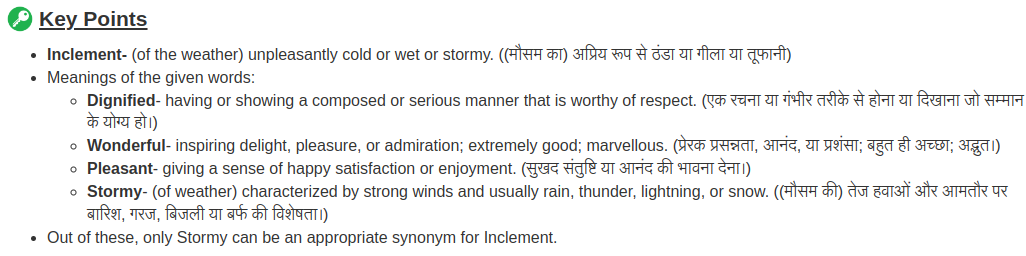 Key Points
Inclement- (of the weather) unpleasantly cold or wet or stormy. ((मौसम का) अप्रिय रूप से ठंडा या गीला या तूफानी)
Meanings of the given words:
Dignified- having or showing a composed or serious manner that is worthy of respect. (एक रचना या गंभीर तरीके से होना या दिखाना जो सम्मान
के योग्य हो।)
Wonderful- inspiring delight, pleasure, or admiration; extremely good; marvellous. (प्रेरक प्रसन्नता, आनंद, या प्रशंसा; बहुत ही अच्छा; अद्भुत।)
Pleasant- giving a sense of happy satisfaction or enjoyment. (सुखद संतुष्टि या आनंद की भावना देना।)
Stormy- (of weather) characterized by strong winds and usually rain, thunder, lightning, or snow. ((मौसम की) तेज हवाओं और आमतौर पर
बारिश, गरज, बिजली या बर्फ की विशेषता।)
Out of these, only Stormy can be an appropriate synonym for Inclement.